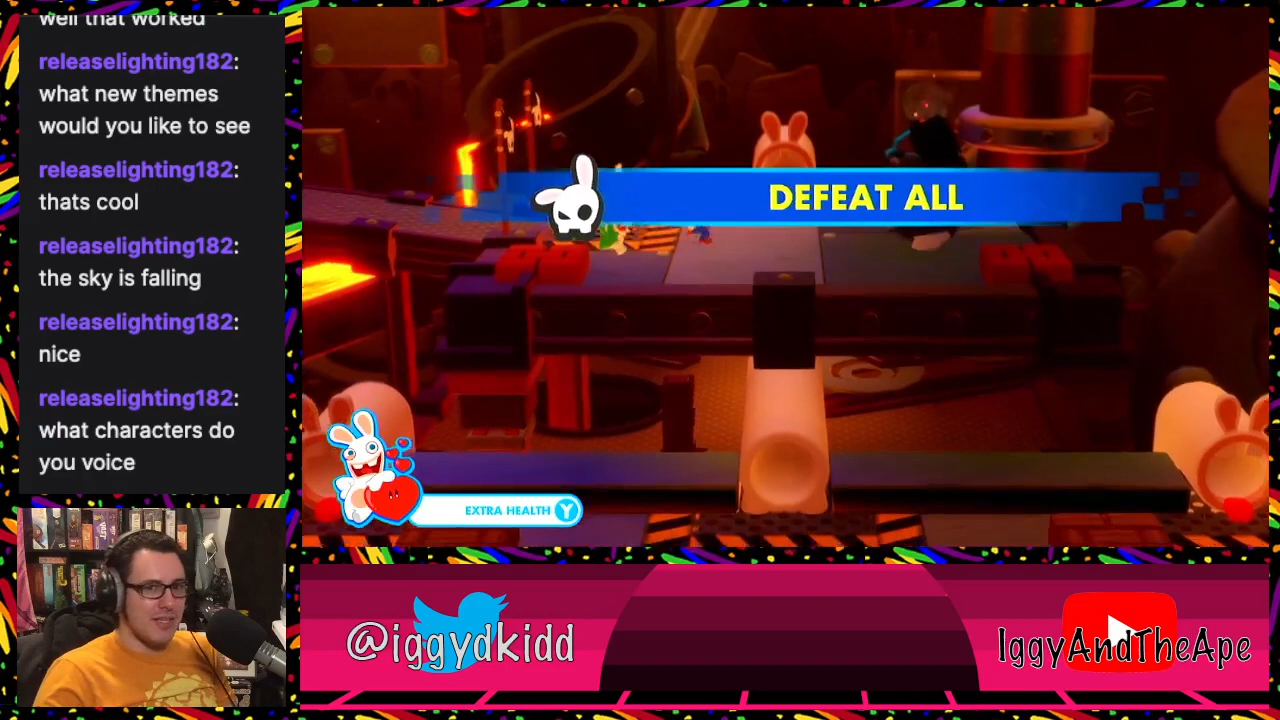 well that worked
releaselighting182:
what new themes
would you like to see
releaselighting182:
thats cool
releaselighting182:
the sky is falling
releaselighting182:
nice
releaselighting182:
what characters do
you voice
DEFEAT ALL
EXTRA HEALTH Y
@iggydkidd
IggyAndTheApe